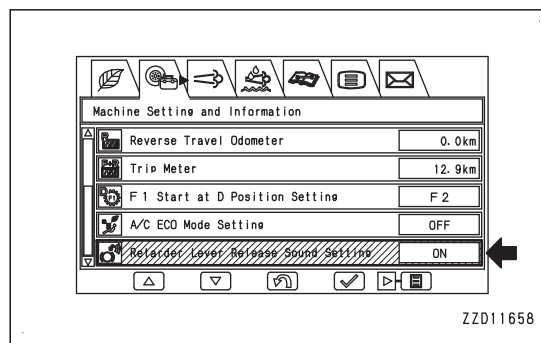 Machine Setting and Information
Reverse Travel Odometer 0.0km
Trip Meter 12.9km
F1 Start at D Position Setting F2
A/C ECO Mode Setting OFF
Retarder Lever Release Sound Setting ON
ZZD11658